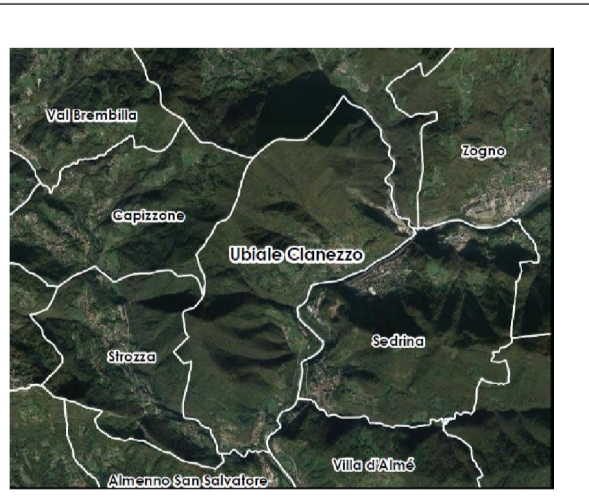 Val Brembilla
Zogno
Capizzone
Ubiale Clanezzo
Sedrina
Strozza
Villa d'Almé
Almenno San Salvatore